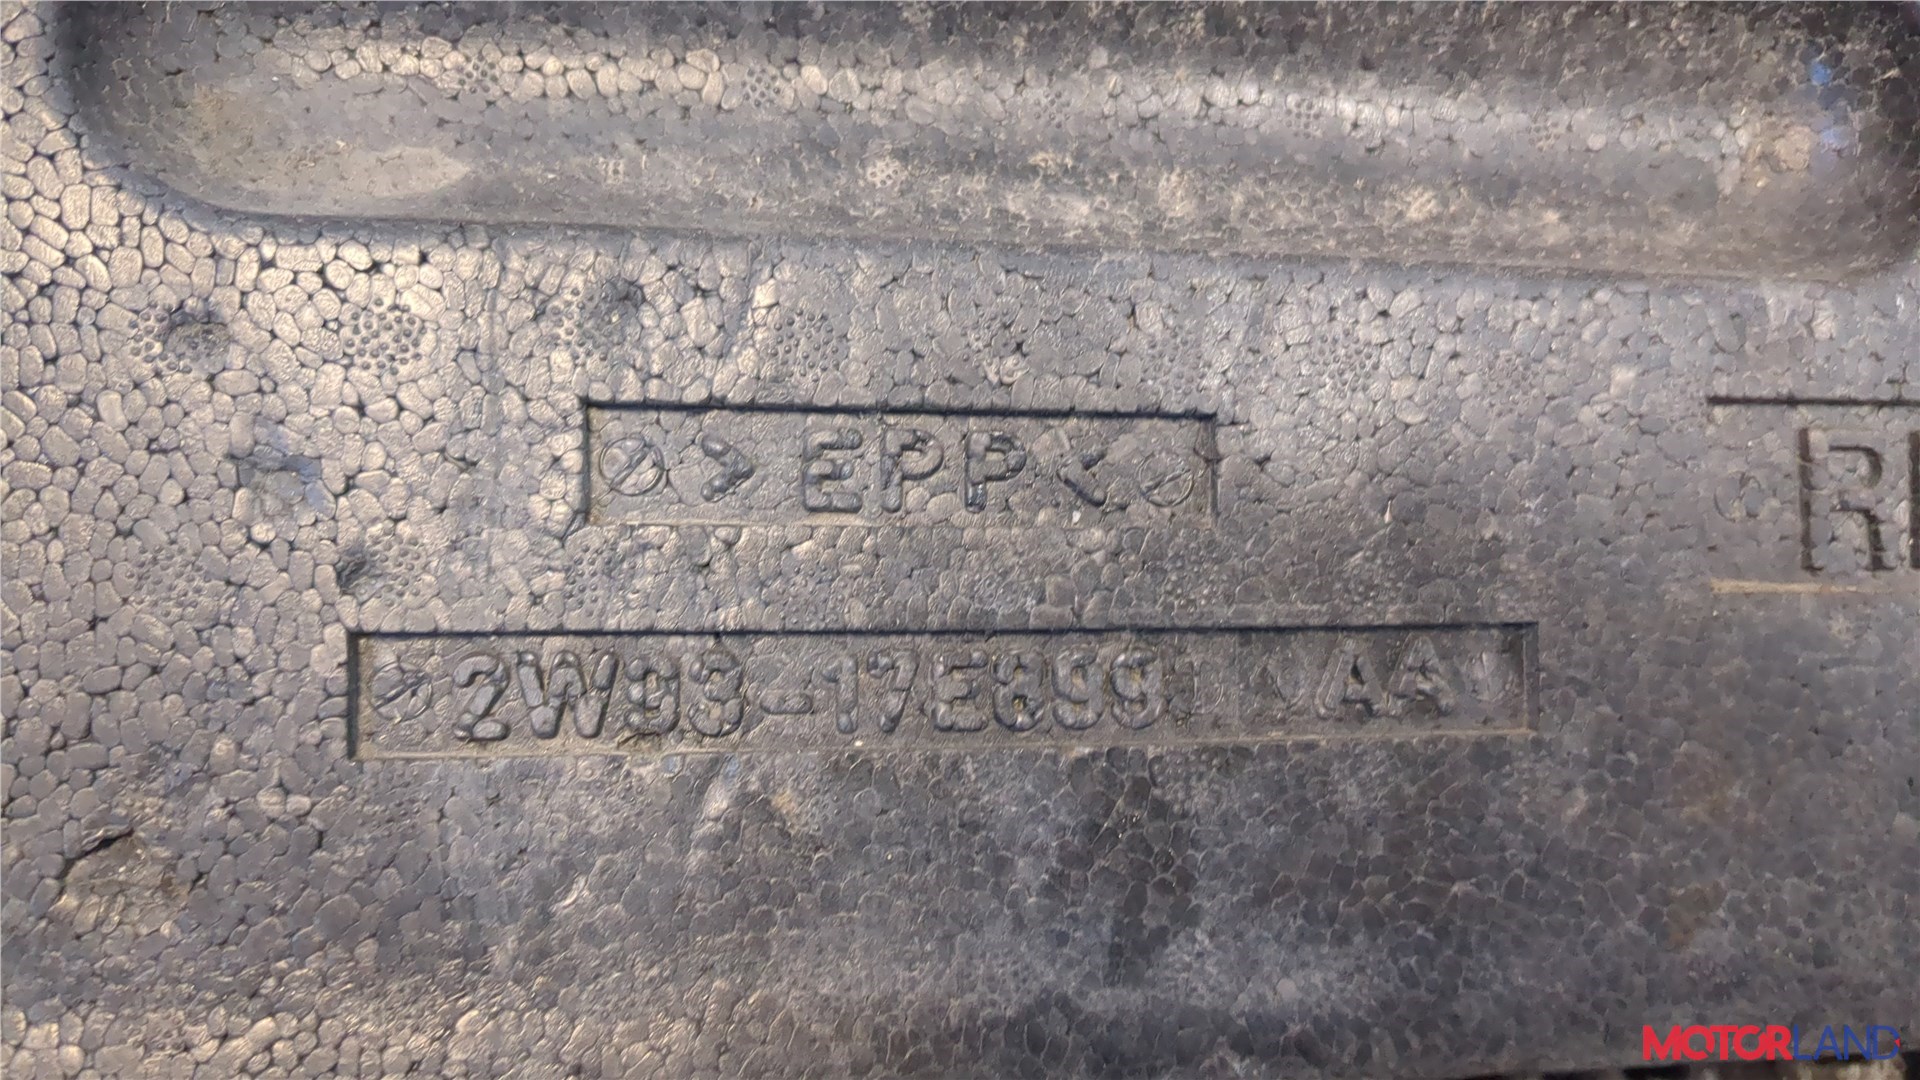 >EPP<
2W93-17E899 AA
MOTORLAND